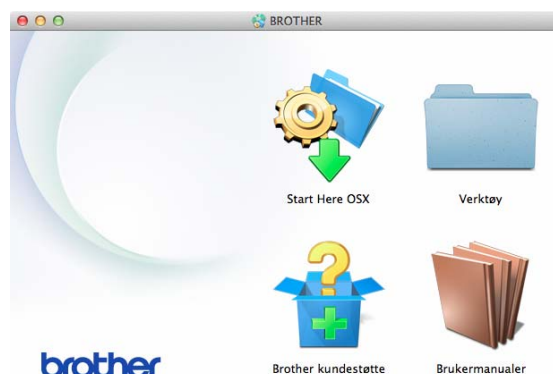 BROTHER
Start Here OSX
Verktøy
Brother kundestøtte
Brukermanualer
brother